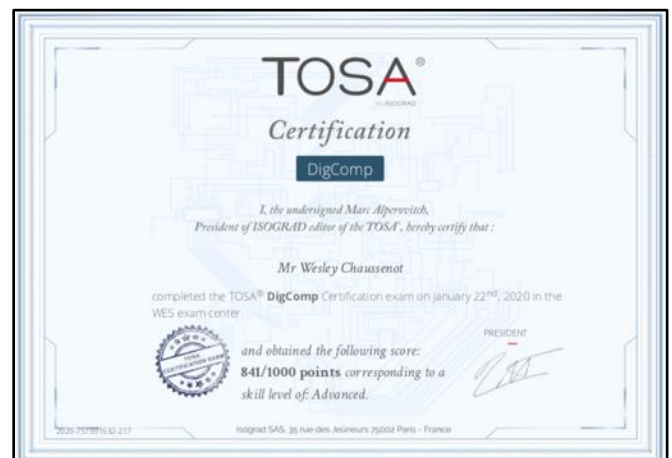 TOSA®
by ISOGRAD
Certification
DigComp
I, the undersigned Marc Alperovitch,
President of ISOGRAD editor of the TOSA®, hereby certify that :
Mr Wesley Chaussenot
completed the TOSA® DigComp Certification exam on January 22nd, 2020 in the
WES exam center.
PRESIDENT
TOSA
CERTIFICATION EXAM
and obtained the following score:
841/1000 points corresponding to a
skill level of: Advanced.
Isograd SAS, 35 rue des Jeûneurs 75002 Paris - France